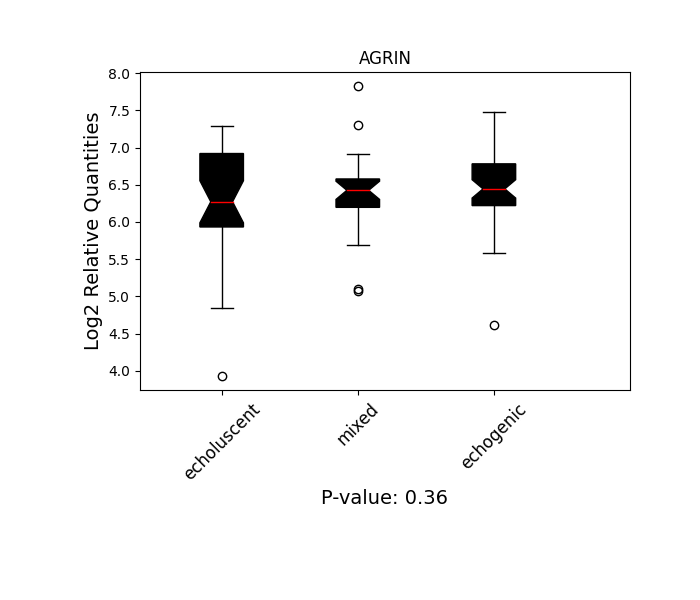 AGRIN
Log2 Relative Quantities
8.0
7.5
7.0
6.5
6.0
5.5
5.0
4.5
4.0
echoluscent
mixed
echogenic
P-value: 0.36